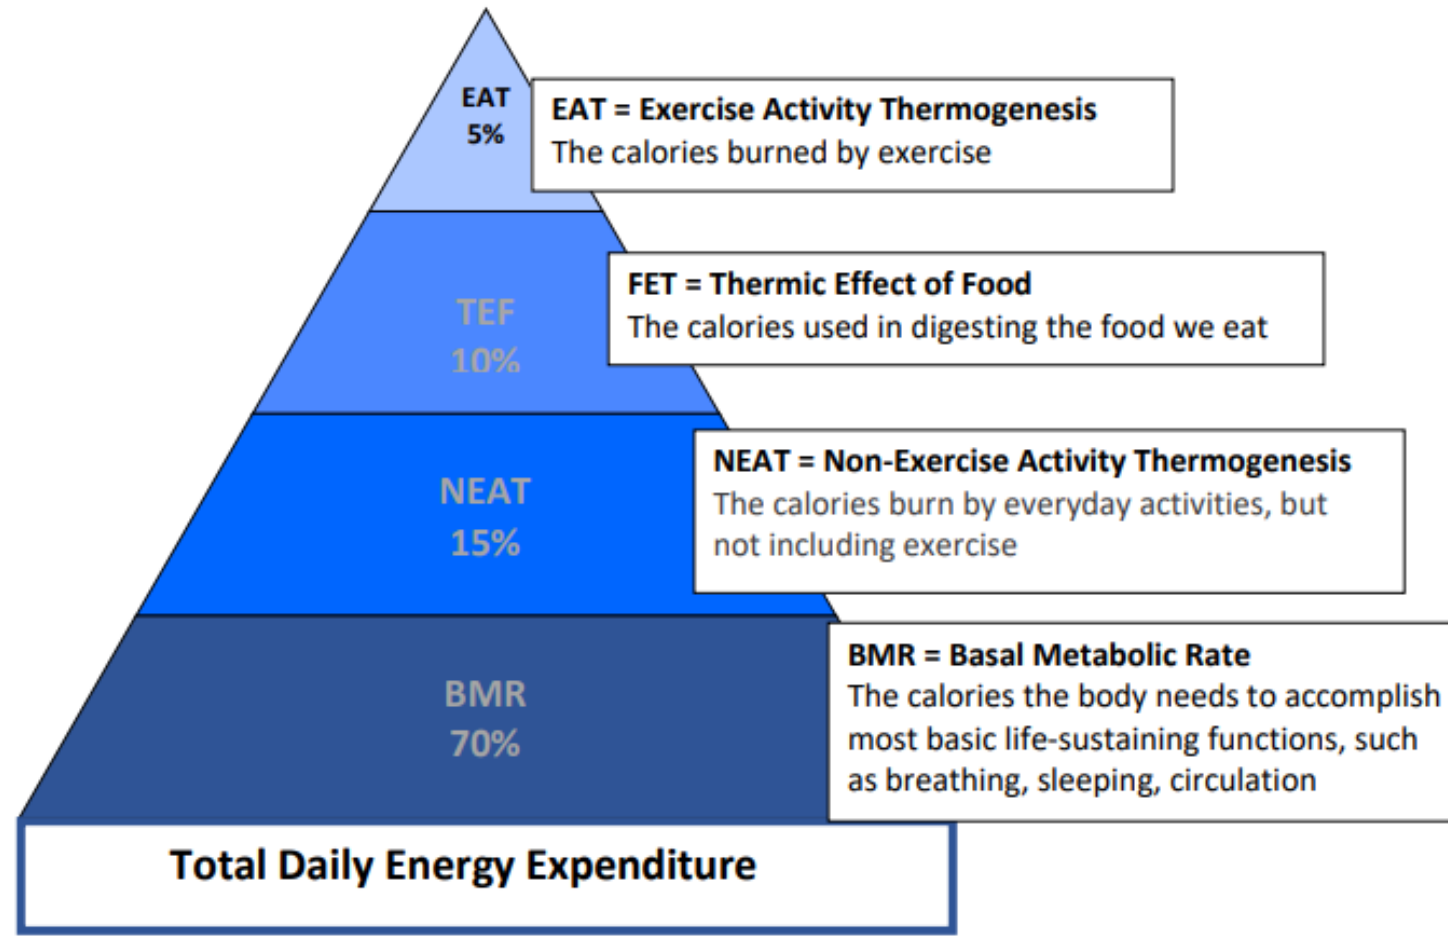 EAT
5%
EAT = Exercise Activity Thermogenesis
The calories burned by exercise
TEF
10%
FET = Thermic Effect of Food
The calories used in digesting the food we eat
NEAT
15%
NEAT = Non-Exercise Activity Thermogenesis
The calories burn by everyday activities, but
not including exercise
BMR
70%
BMR = Basal Metabolic Rate
The calories the body needs to accomplish
most basic life-sustaining functions, such
as breathing, sleeping, circulation
Total Daily Energy Expenditure